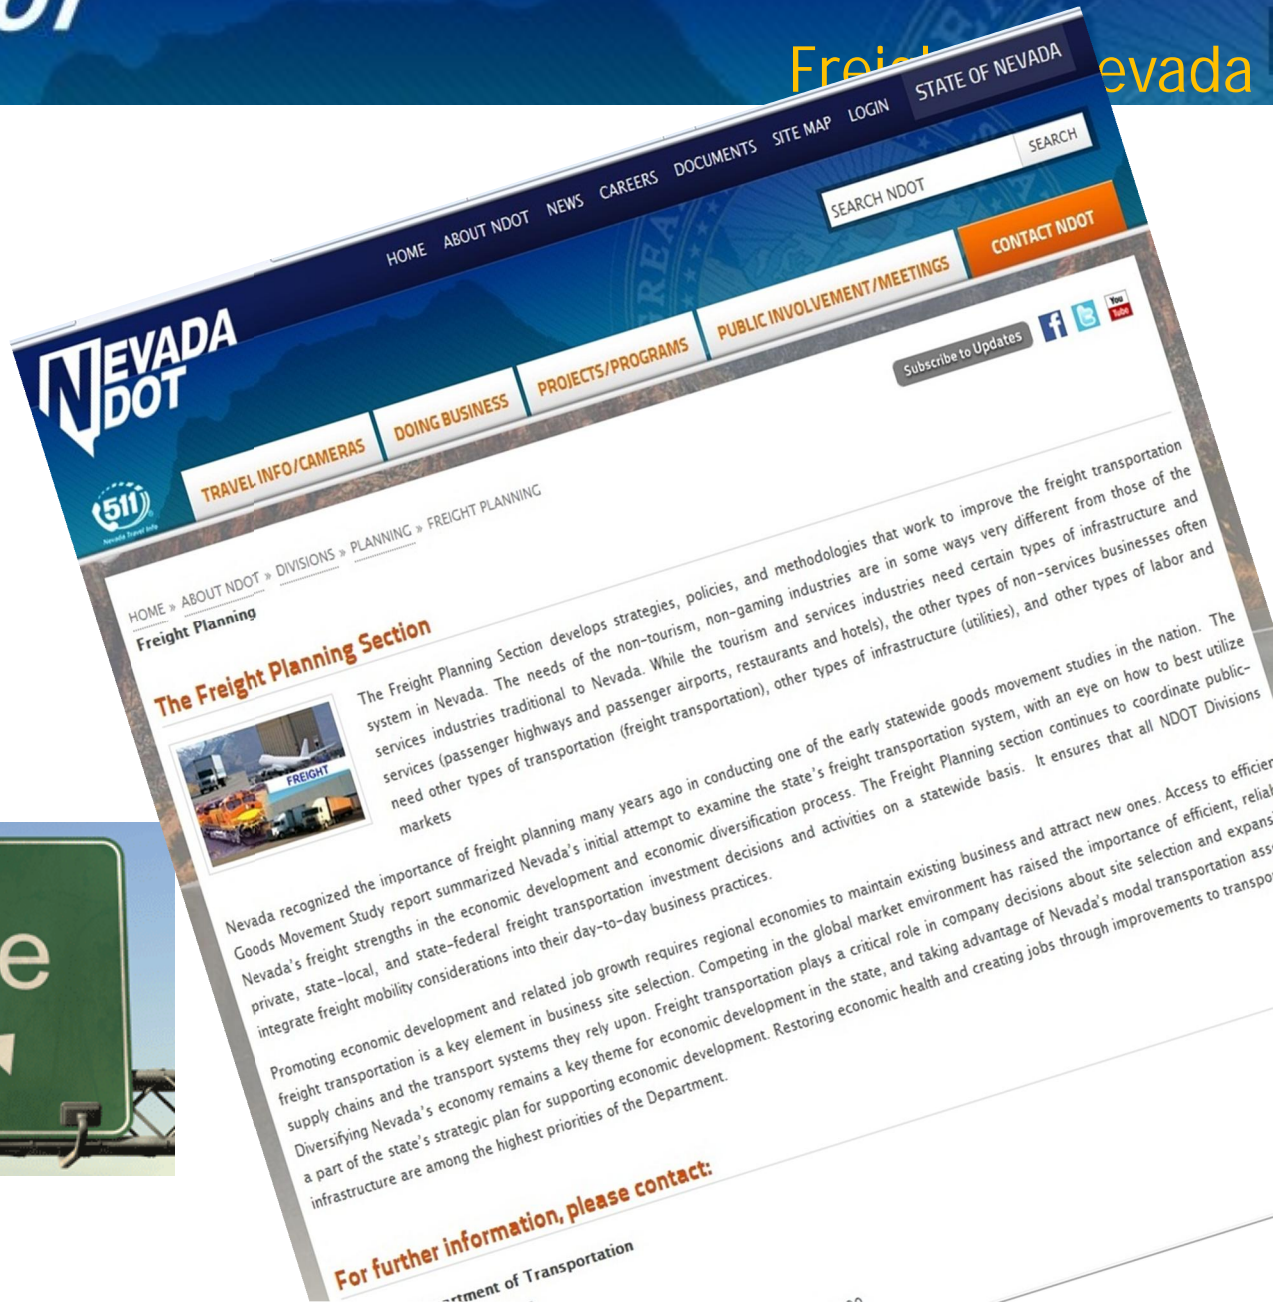 evada
STATE OF NEVADA
HOME ABOUT NDOT NEWS CAREERS DOCUMENTS SITE MAP LOGIN
SEARCH NDOT SEARCH
NEVADA
DOT
TRAVEL INFO/CAMERAS DOING BUSINESS PROJECTS/PROGRAMS PUBLIC INVOLVEMENT/MEETINGS CONTACT NDOT
511
Nevada Travel Info
Subscribe to Updates f You Tube
HOME » ABOUT NDOT » DIVISIONS » PLANNING » FREIGHT PLANNING
Freight Planning
The Freight Planning Section
FREIGHT
The Freight Planning Section develops strategies, policies, and methodologies that work to improve the freight transportation
system in Nevada. The needs of the non-tourism, non-gaming industries are in some ways very different from those of the
services industries traditional to Nevada. While the tourism and services industries need certain types of infrastructure and
services (passenger highways and passenger airports, restaurants and hotels), the other types of non-services businesses often
need other types of transportation (freight transportation), other types of infrastructure (utilities), and other types of labor and
markets
Nevada recognized the importance of freight planning many years ago in conducting one of the early statewide goods movement studies in the nation. The
Goods Movement Study report summarized Nevada's initial attempt to examine the state's freight transportation system, with an eye on how to best utilize
Nevada's freight strengths in the economic development and economic diversification process. The Freight Planning section continues to coordinate public-
private, state-local, and state-federal freight transportation investment decisions and activities on a statewide basis. It ensures that all NDOT Divisions
integrate freight mobility considerations into their day-to-day business practices.
Promoting economic development and related job growth requires regional economies to maintain existing business and attract new ones. Access to efficien
freight transportation is a key element in business site selection. Competing in the global market environment has raised the importance of efficient, reliab
supply chains and the transport systems they rely upon. Freight transportation plays a critical role in company decisions about site selection and expansi
Diversifying Nevada's economy remains a key theme for economic development in the state, and taking advantage of Nevada's modal transportation asse
a part of the state's strategic plan for supporting economic development. Restoring economic health and creating jobs through improvements to transpor
infrastructure are among the highest priorities of the Department.
For further information, please contact:
rtment of Transportation
e